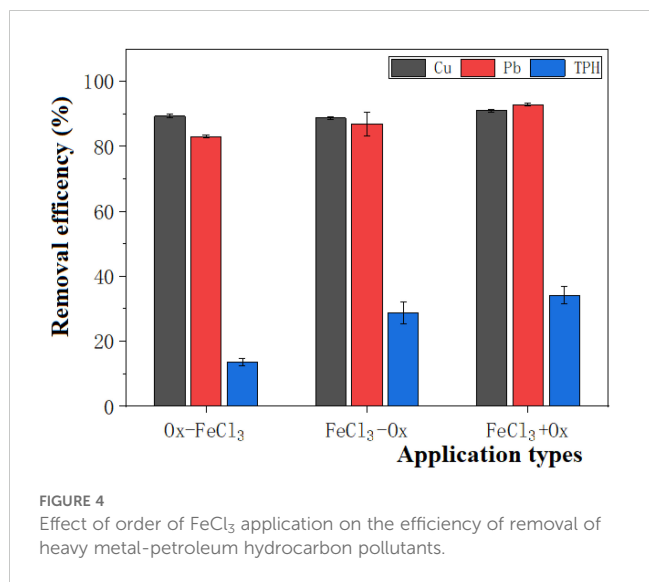 Cu Pb TPH
Removal efficency (%)
100
80
60
40
20
0
Ox-FeCl₃ FeCl₃-Ox FeCl₃+Ox
Application types
FIGURE 4
Effect of order of FeCl₃ application on the efficiency of removal of
heavy metal-petroleum hydrocarbon pollutants.